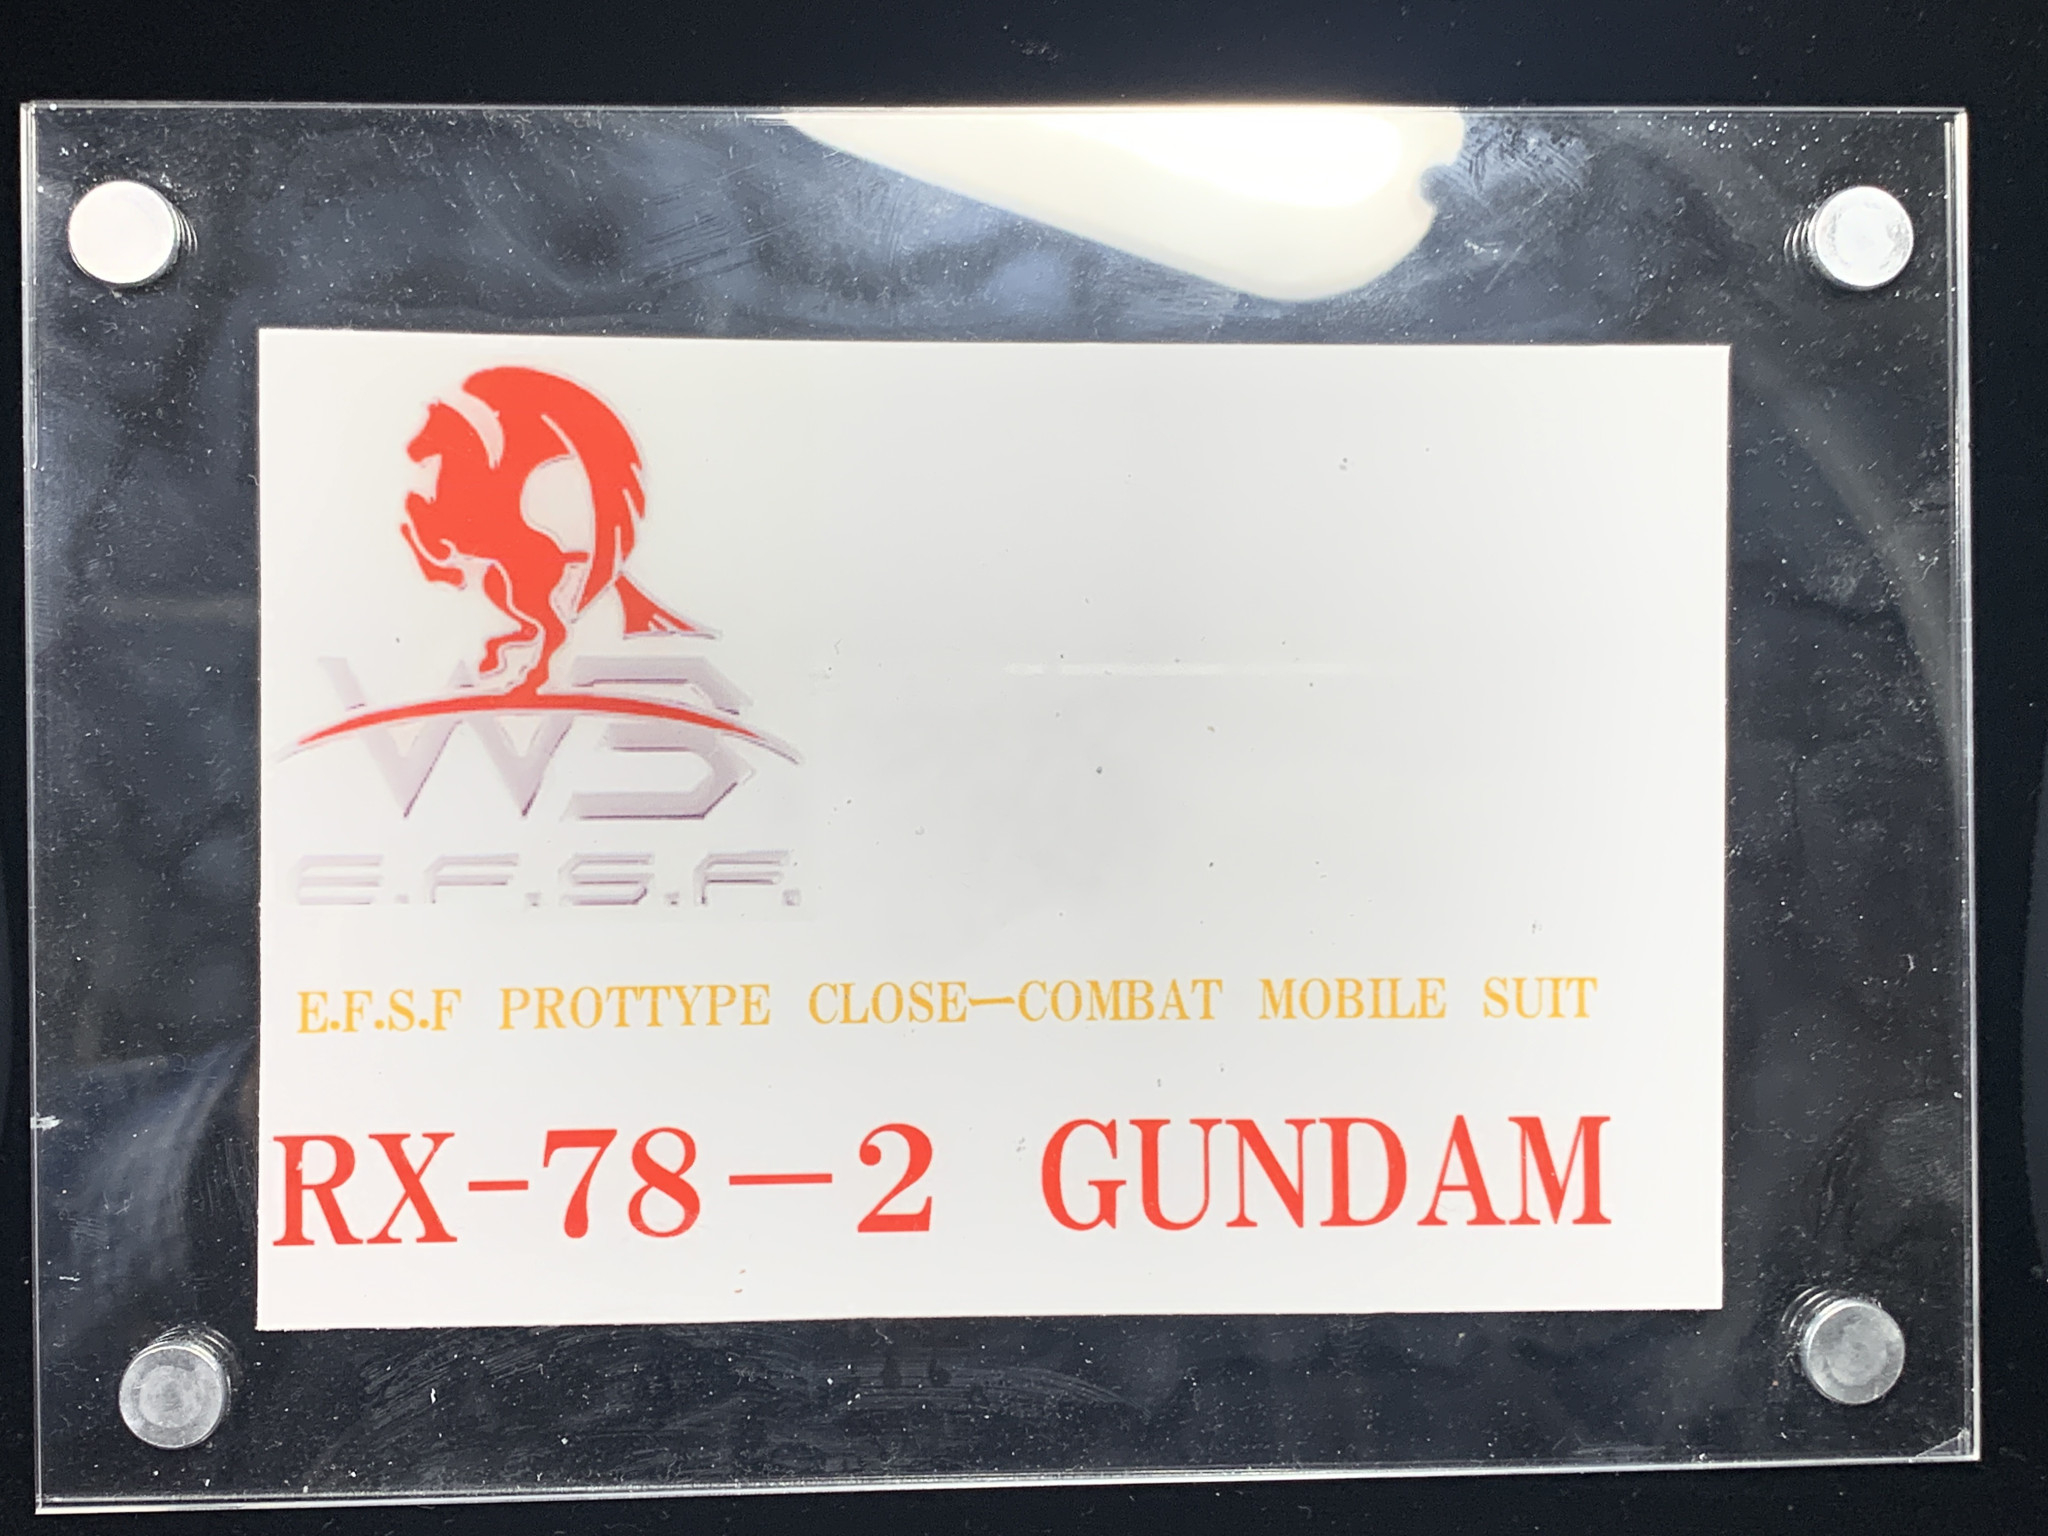 WB
E.F.S.F.
E.F.S.F PROTTYPE CLOSE—COMBAT MOBILE SUIT
RX-78—2 GUNDAM